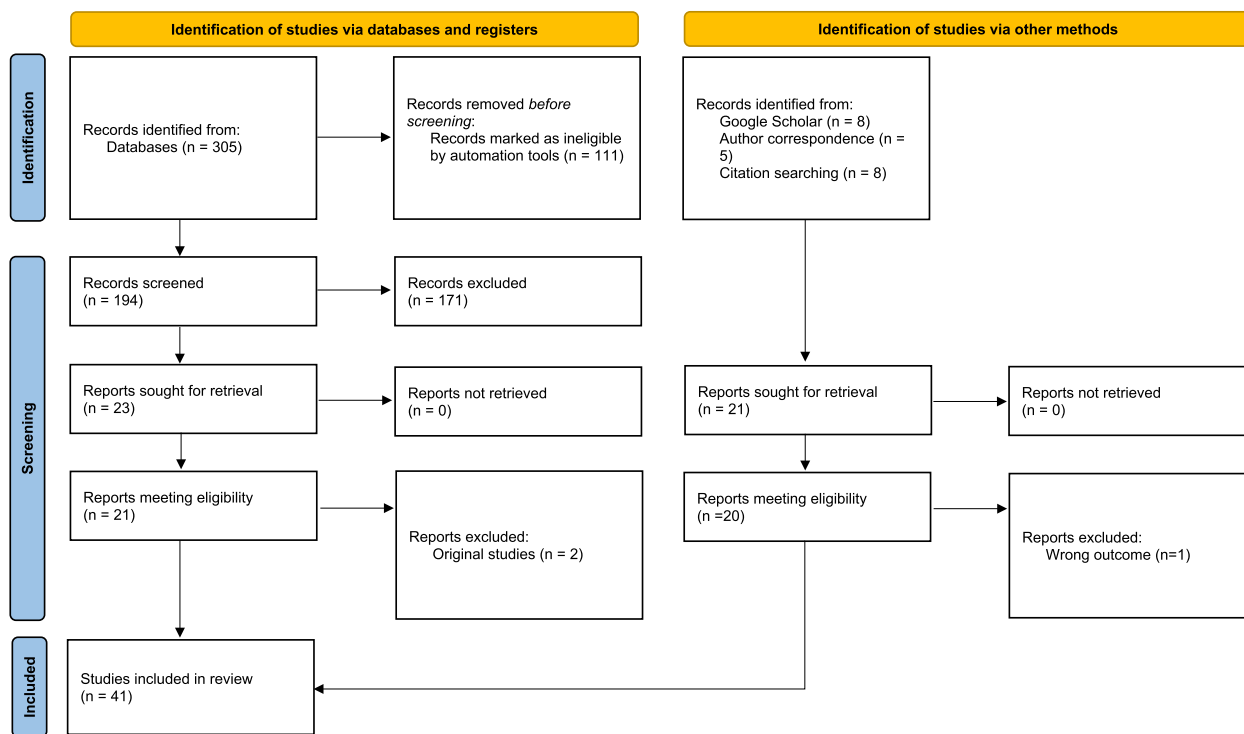 Identification of studies via databases and registers
Identification of studies via other methods
Identification
Records identified from:
Databases (n = 305)
Records removed before
screening:
Records marked as ineligible
by automation tools (n = 111)
Records identified from:
Google Scholar (n = 8)
Author correspondence (n =
5)
Citation searching (n = 8)
Screening
Records screened
(n = 194)
Records excluded
(n = 171)
Reports sought for retrieval
(n = 23)
Reports not retrieved
(n = 0)
Reports sought for retrieval
(n = 21)
Reports not retrieved
(n = 0)
Reports meeting eligibility
(n = 21)
Reports excluded:
Original studies (n = 2)
Reports meeting eligibility
(n =20)
Reports excluded:
Wrong outcome (n=1)
Included
Studies included in review
(n = 41)